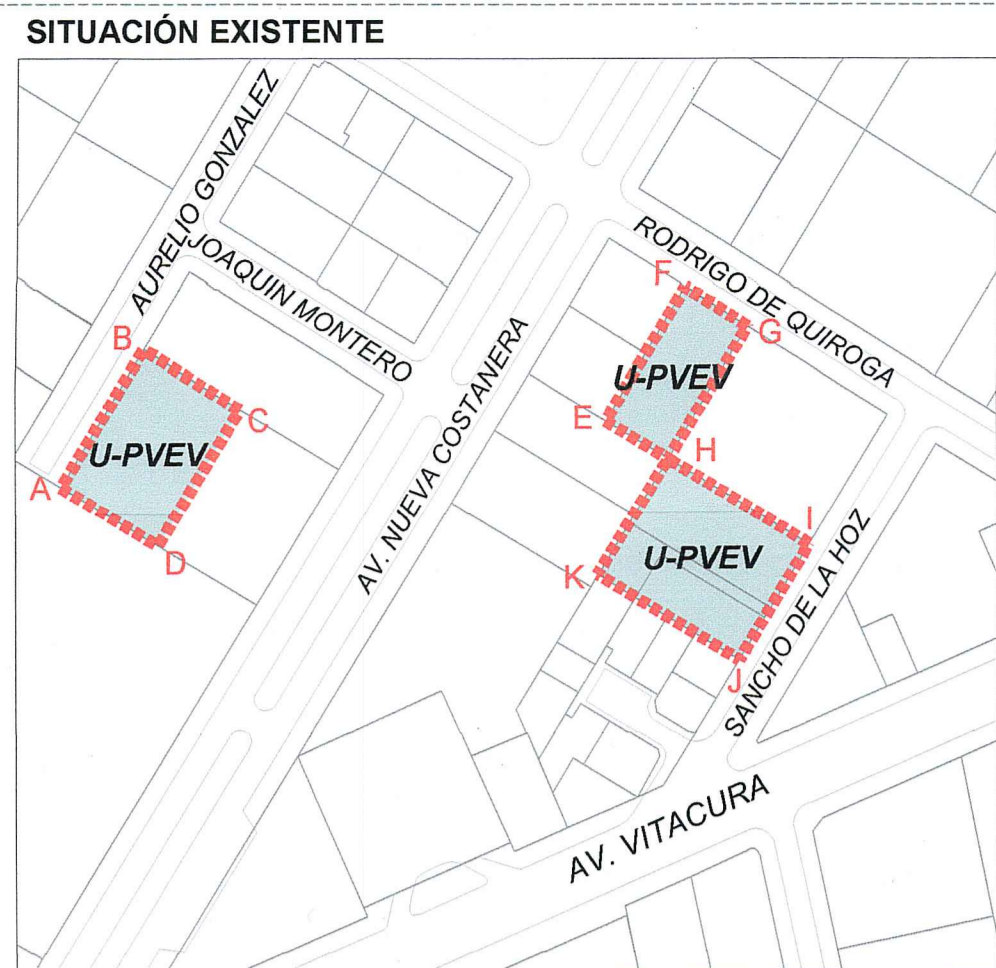 SITUACIÓN EXISTENTE
AURELIO GONZALEZ
JOAQUIN MONTERO
RODRIGO DE QUIROGA
AV. NUEVA COSTANERA
B
C
U-PVEV
A
D
F
G
U-PVEV
E
H
I
U-PVEV
K
J
SANCHO DE LA HOZ
AV. VITACURA